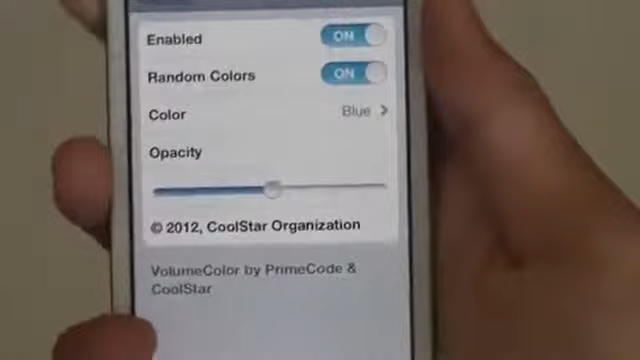 Enabled ON
Random Colors ON
Color Blue
Opacity
© 2012, CoolStar Organization
VolumeColor by PrimeCode &
CoolStar